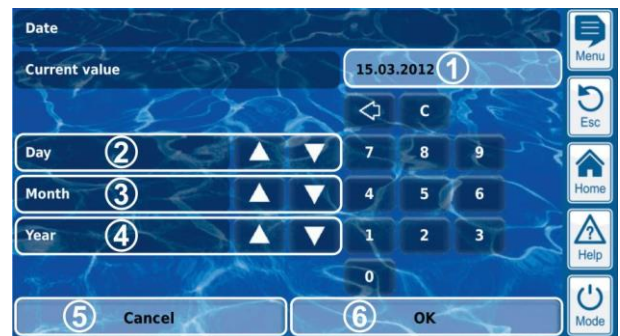 Date
Menu
Current value
15.03.2012 1
C
Esc
Day 2
7 8 9
Month 3
4 5 6
Home
Year 4
1 2 3
Help
0
5 Cancel
6 OK
Mode